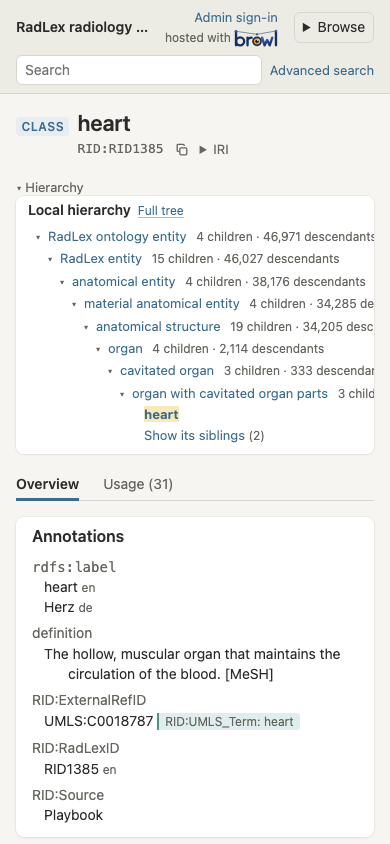 RadLex radiology ...
Admin sign-in
hosted with browl
▶ Browse
Search
Advanced search
CLASS heart
RID:RID1385 ▶ IRI
▾ Hierarchy
Local hierarchy Full tree
▾ RadLex ontology entity 4 children · 46,971 descendants
▾ RadLex entity 15 children · 46,027 descendants
▾ anatomical entity 4 children · 38,176 descendants
▾ material anatomical entity 4 children · 34,285 de
▾ anatomical structure 19 children · 34,205 desc
▾ organ 4 children · 2,114 descendants
▾ cavitated organ 3 children · 333 descendan
▾ organ with cavitated organ parts 3 child
heart
Show its siblings (2)
Overview Usage (31)
Annotations
rdfs:label
heart en
Herz de
definition
The hollow, muscular organ that maintains the
circulation of the blood. [MeSH]
RID:ExternalRefID
UMLS:C0018787 RID:UMLS_Term: heart
RID:RadLexID
RID1385 en
RID:Source
Playbook